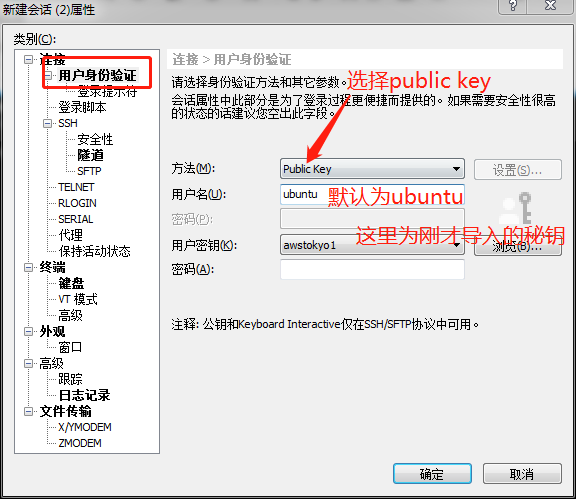 新建会话 (2)属性
类别(C):
连接
用户身份验证
登录提示符
登录脚本
SSH
安全性
隧道
SFTP
TELNET
RLOGIN
SERIAL
代理
保持活动状态
终端
键盘
VT 模式
高级
外观
窗口
高级
跟踪
日志记录
文件传输
X/YMODEM
ZMODEM
连接 > 用户身份验证
请选择身份验证方法和其它参数。
选择public key
会话属性中此部分是为了登录过程更便捷而提供的。如果需要安全性很高
的状态的话建议您空出此字段。
方法(M):
Public Key
设置(S)...
用户名(U):
ubuntu
默认为ubuntu
密码(P):
这里为刚才导入的秘钥
用户密钥(K):
awstokyo1
浏览(B)...
密码(A):
注释: 公钥和Keyboard Interactive仅在SSH/SFTP协议中可用。
确定
取消